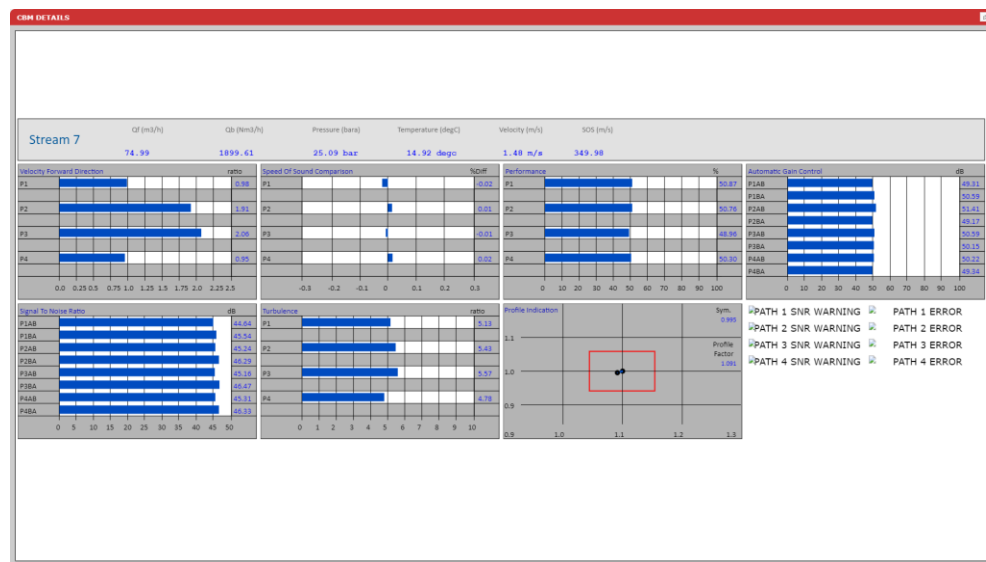 CBM DETAILS
Stream 7
Qf (m3/h) Qb (Nm3/h) Pressure (bara) Temperature (degC) Velocity (m/s) SOS (m/s)
74.99 1899.61 25.09 bar 14.92 degc 1.48 m/s 349.98
Velocity Forward Direction ratio
P1 0.98
P2 1.91
P3 2.06
P4 0.95
0.0 0.25 0.5 0.75 1.0 1.25 1.5 1.75 2.0 2.25 2.5
Speed Of Sound Comparison %Diff
P1 -0.02
P2 0.01
P3 -0.01
P4 0.02
-0.3 -0.2 -0.1 0 0.1 0.2 0.3
Performance %
P1 50.87
P2 50.76
P3 48.96
P4 50.30
0 10 20 30 40 50 60 70 80 90 100
Automatic Gain Control dB
P1AB 49.31
P1BA 50.59
P2AB 51.41
P2BA 49.17
P3AB 50.59
P3BA 50.15
P4AB 50.22
P4BA 49.34
0 10 20 30 40 50 60 70 80 90 100
Signal To Noise Ratio dB
P1AB 44.64
P1BA 45.54
P2AB 45.24
P2BA 46.29
P3AB 45.16
P3BA 46.47
P4AB 45.31
P4BA 46.33
0 5 10 15 20 25 30 35 40 45 50
Turbulence ratio
P1 5.13
P2 5.43
P3 5.57
P4 4.78
0 1 2 3 4 5 6 7 8 9 10
Profile Indication Sym.
0.995
1.1
Profile
Factor
1.091
1.0
0.9
0.9 1.0 1.1 1.2 1.3
PATH 1 SNR WARNING PATH 1 ERROR
PATH 2 SNR WARNING PATH 2 ERROR
PATH 3 SNR WARNING PATH 3 ERROR
PATH 4 SNR WARNING PATH 4 ERROR